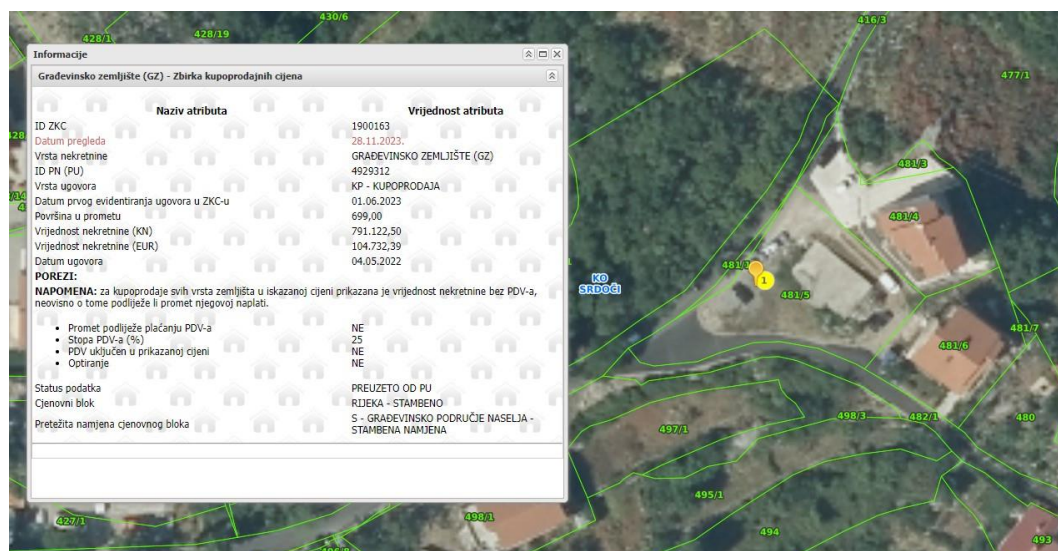 Informacije
Građevinsko zemljište (GZ) - Zbirka kupoprodajnih cijena
Naziv atributa Vrijednost atributa
ID ZKC 1900163
Datum pregleda 28.11.2023.
Vrsta nekretnine GRAĐEVINSKO ZEMLJIŠTE (GZ)
ID PN (PU) 4929312
Vrsta ugovora KP - KUPOPRODAJA
Datum prvog evidentiranja ugovora u ZKC-u 01.06.2023
Površina u prometu 699,00
Vrijednost nekretnine (KN) 791.122,50
Vrijednost nekretnine (EUR) 104.732,39
Datum ugovora 04.05.2022
POREZI:
NAPOMENA: za kupoprodaje svih vrsta zemljišta u iskazanoj cijeni prikazana je vrijednost nekretnine bez PDV-a,
neovisno o tome podliježe li promet njegovoj naplati.
• Promet podliježe plaćanju PDV-a NE
• Stopa PDV-a (%) 25
• PDV uključen u prikazanoj cijeni NE
• Optiranje NE
Status podatka PREUZETO OD PU
Cjenovni blok RIJEKA - STAMBENO
Pretežita namjena cjenovnog bloka S - GRAĐEVINSKO PODRUČJE NASELJA -
STAMBENA NAMJENA
430/6
428/1
428/19
416/3
477/1
481/3
481/4
KO
SRDOČI
1
481/5
481/7
481/6
498/3
482/1
480
497/1
495/1
498/1
494
493
427/1